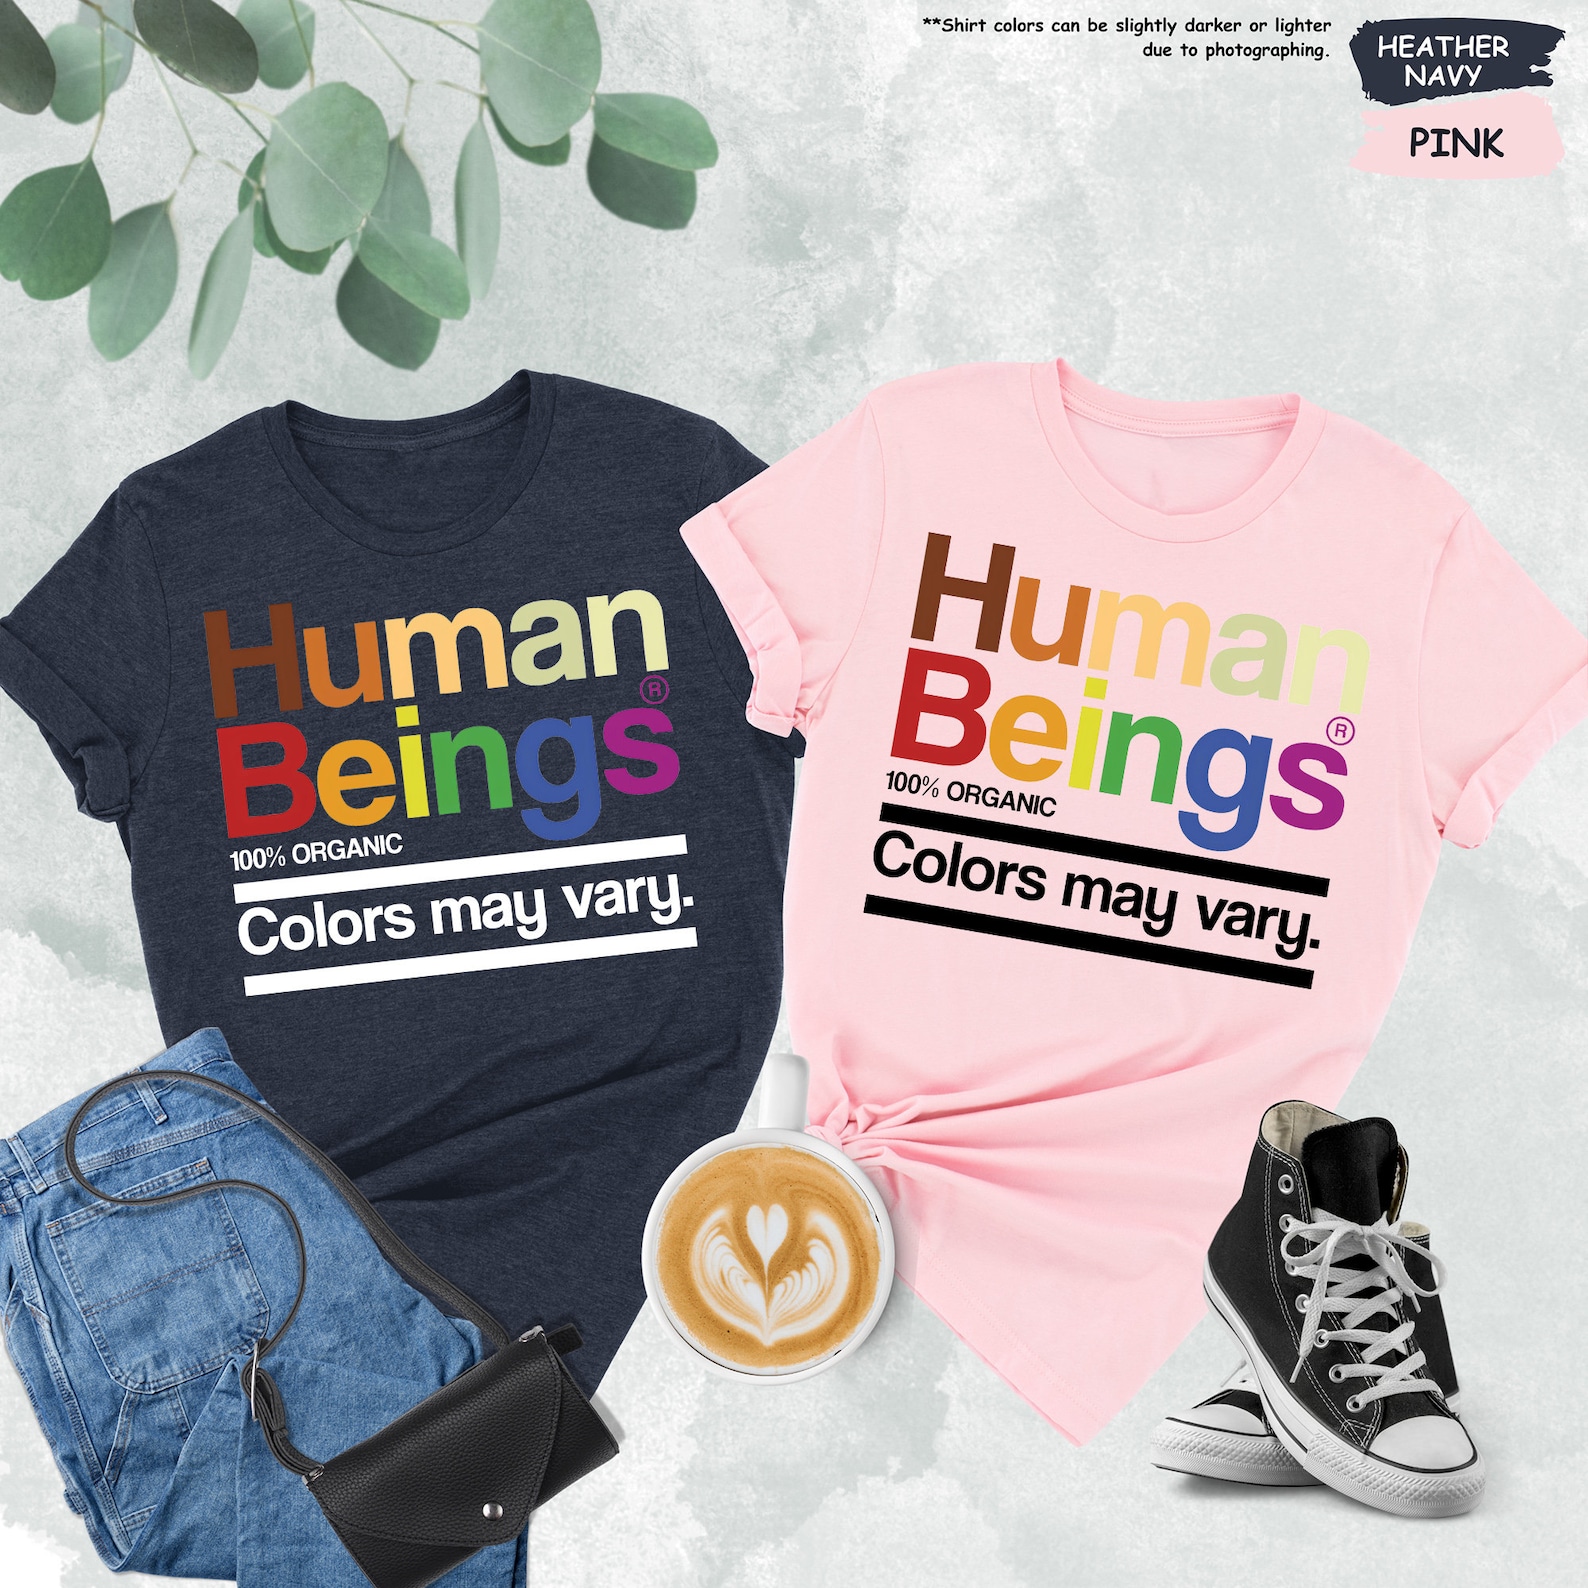 **Shirt colors can be slightly darker or lighter
due to photographing.
HEATHER
NAVY
PINK
Human
Beings®
100% ORGANIC
Colors may vary.
Human
Beings®
100% ORGANIC
Colors may vary.